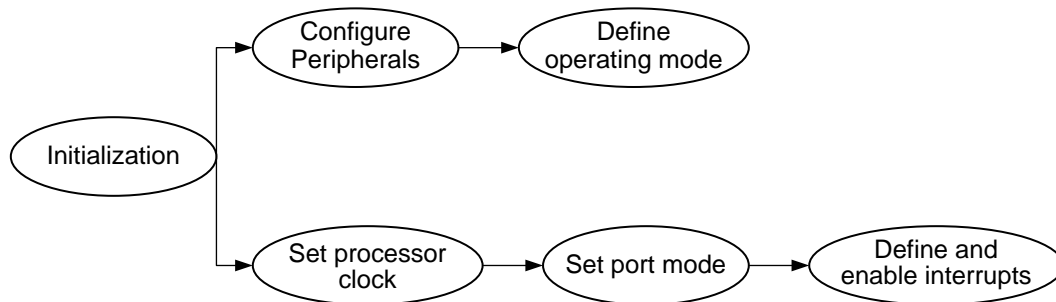 Configure
Peripherals
Define
operating mode
Initialization
Set processor
clock
Set port mode
Define and
enable interrupts